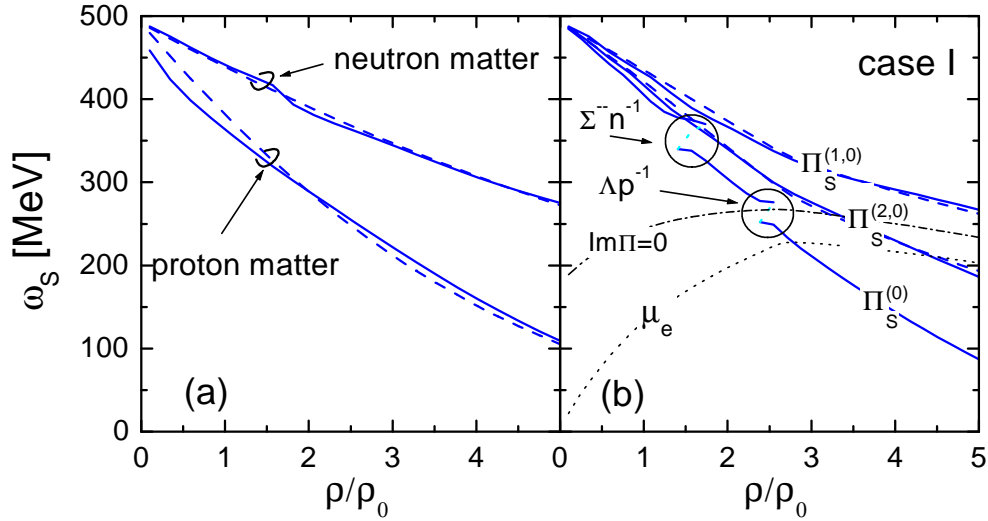 ω_S [MeV]
500
400
300
200
100
0
neutron matter
proton matter
(a)
0 1 2 3 4
ρ/ρ_0
case I
Σ^{--}n^{-1}
Λp^{-1}
ImΠ=0
μ_e
Π_S^{(1,0)}
Π_S^{(2,0)}
Π_S^{(0)}
(b)
0 1 2 3 4 5
ρ/ρ_0